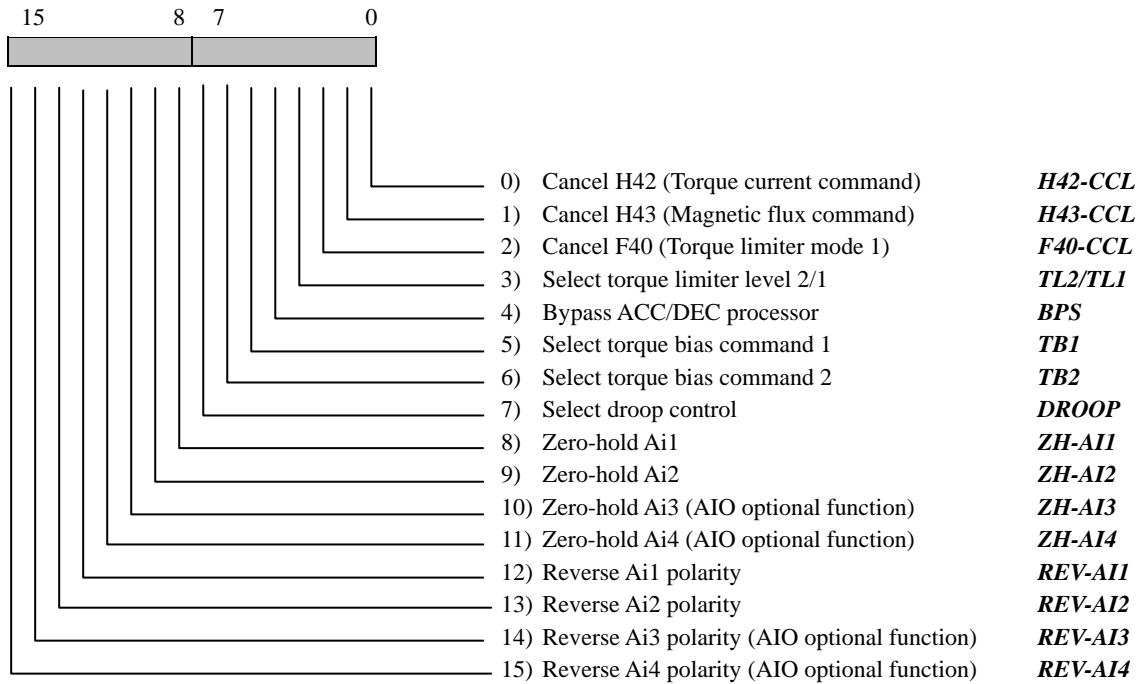 15 8 7 0
0) Cancel H42 (Torque current command) H42-CCL
1) Cancel H43 (Magnetic flux command) H43-CCL
2) Cancel F40 (Torque limiter mode 1) F40-CCL
3) Select torque limiter level 2/1 TL2/TL1
4) Bypass ACC/DEC processor BPS
5) Select torque bias command 1 TB1
6) Select torque bias command 2 TB2
7) Select droop control DROOP
8) Zero-hold Ai1 ZH-AI1
9) Zero-hold Ai2 ZH-AI2
10) Zero-hold Ai3 (AIO optional function) ZH-AI3
11) Zero-hold Ai4 (AIO optional function) ZH-AI4
12) Reverse Ai1 polarity REV-AI1
13) Reverse Ai2 polarity REV-AI2
14) Reverse Ai3 polarity (AIO optional function) REV-AI3
15) Reverse Ai4 polarity (AIO optional function) REV-AI4